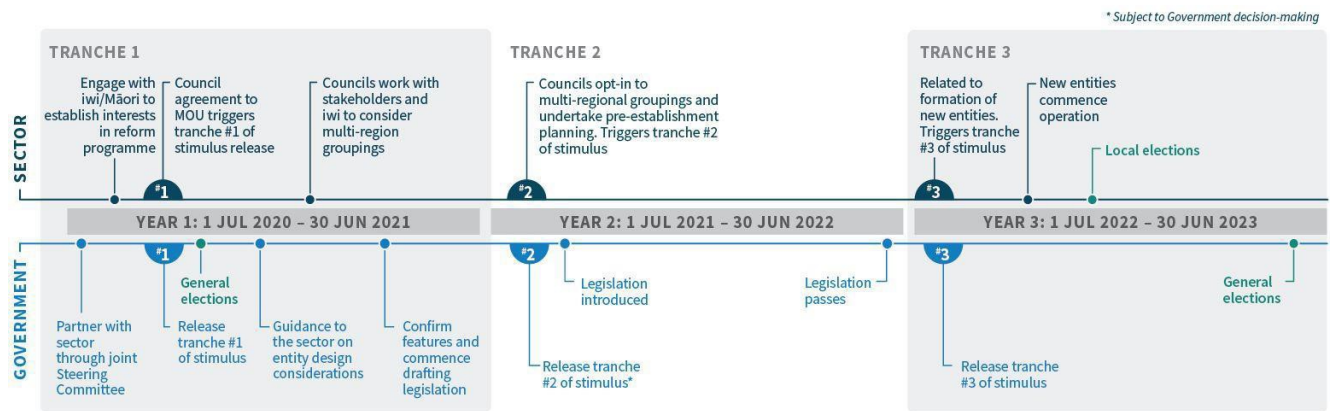 * Subject to Government decision-making
TRANCHE 1
TRANCHE 2
TRANCHE 3
SECTOR
Engage with
iwi/Māori to
establish interests
in reform
programme
Council
agreement to
MOU triggers
tranche #1 of
stimulus release
Councils work with
stakeholders and
iwi to consider
multi-region
groupings
Councils opt-in to
multi-regional groupings and
undertake pre-establishment
planning. Triggers tranche #2
of stimulus
Related to
formation of
new entities.
Triggers tranche
#3 of stimulus
New entities
commence
operation
Local elections
#1
#2
#3
YEAR 1: 1 JUL 2020 – 30 JUN 2021
YEAR 2: 1 JUL 2021 – 30 JUN 2022
YEAR 3: 1 JUL 2022 – 30 JUN 2023
GOVERNMENT
#1
#2
#3
Partner with
sector
through joint
Steering
Committee
Release
tranche #1
of stimulus
General
elections
Guidance to
the sector on
entity design
considerations
Confirm
features and
commence
drafting
legislation
Release tranche
#2 of stimulus*
Legislation
introduced
Legislation
passes
Release tranche
#3 of stimulus
General
elections